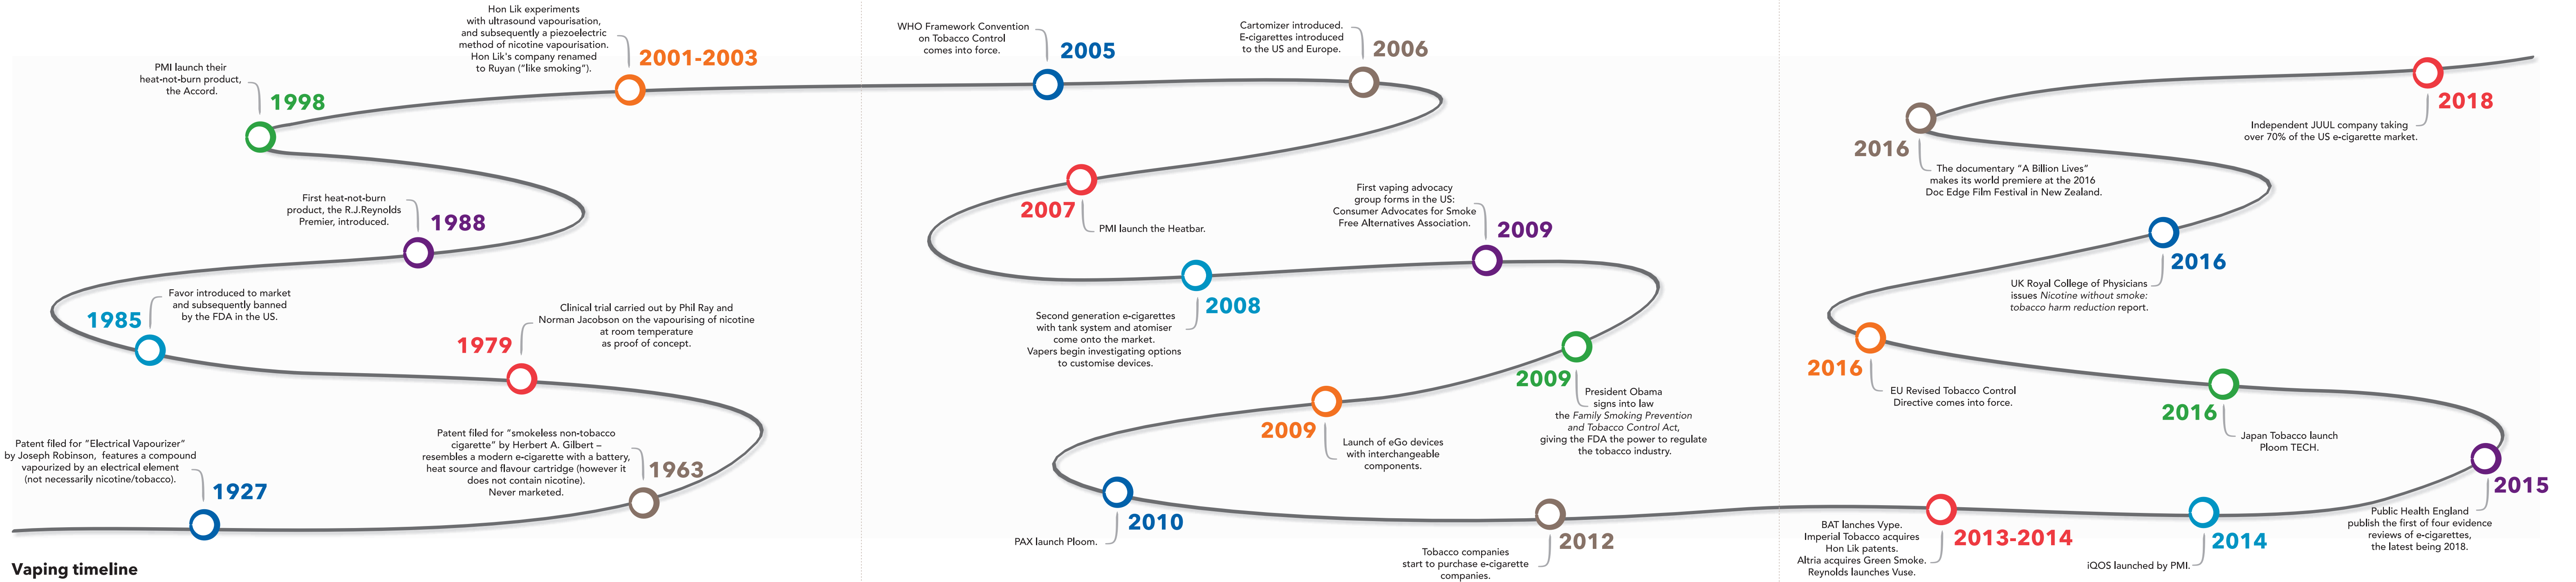 Patent filed for "Electrical Vapourizer"
by Joseph Robinson, features a compound
vapourized by an electrical element
(not necessarily nicotine/tobacco).
1927
Patent filed for "smokeless non-tobacco
cigarette" by Herbert A. Gilbert –
resembles a modern e-cigarette with a battery,
heat source and flavour cartridge (however it
does not contain nicotine).
Never marketed.
1963
Clinical trial carried out by Phil Ray and
Norman Jacobson on the vapourising of nicotine
at room temperature
as proof of concept.
1979
Favor introduced to market
and subsequently banned
by the FDA in the US.
1985
First heat-not-burn
product, the R.J.Reynolds
Premier, introduced.
1988
PMI launch their
heat-not-burn product,
the Accord.
1998
Hon Lik experiments
with ultrasound vapourisation,
and subsequently a piezoelectric
method of nicotine vapourisation.
Hon Lik's company renamed
to Ruyan ("like smoking").
2001-2003
WHO Framework Convention
on Tobacco Control
comes into force.
2005
Cartomizer introduced.
E-cigarettes introduced
to the US and Europe.
2006
2007
PMI launch the Heatbar.
2008
Second generation e-cigarettes
with tank system and atomiser
come onto the market.
Vapers begin investigating options
to customise devices.
First vaping advocacy
group forms in the US:
Consumer Advocates for Smoke
Free Alternatives Association.
2009
2009
President Obama
signs into law
the Family Smoking Prevention
and Tobacco Control Act,
giving the FDA the power to regulate
the tobacco industry.
2009
Launch of eGo devices
with interchangeable
components.
2010
PAX launch Ploom.
2012
Tobacco companies
start to purchase e-cigarette
companies.
2013-2014
BAT lanches Vype.
Imperial Tobacco acquires
Hon Lik patents.
Altria acquires Green Smoke.
Reynolds launches Vuse.
2014
iQOS launched by PMI.
2015
Public Health England
publish the first of four evidence
reviews of e-cigarettes,
the latest being 2018.
2016
Japan Tobacco launch
Ploom TECH.
2016
EU Revised Tobacco Control
Directive comes into force.
2016
UK Royal College of Physicians
issues Nicotine without smoke:
tobacco harm reduction report.
2016
The documentary "A Billion Lives"
makes its world premiere at the 2016
Doc Edge Film Festival in New Zealand.
2018
Independent JUUL company taking
over 70% of the US e-cigarette market.
Vaping timeline